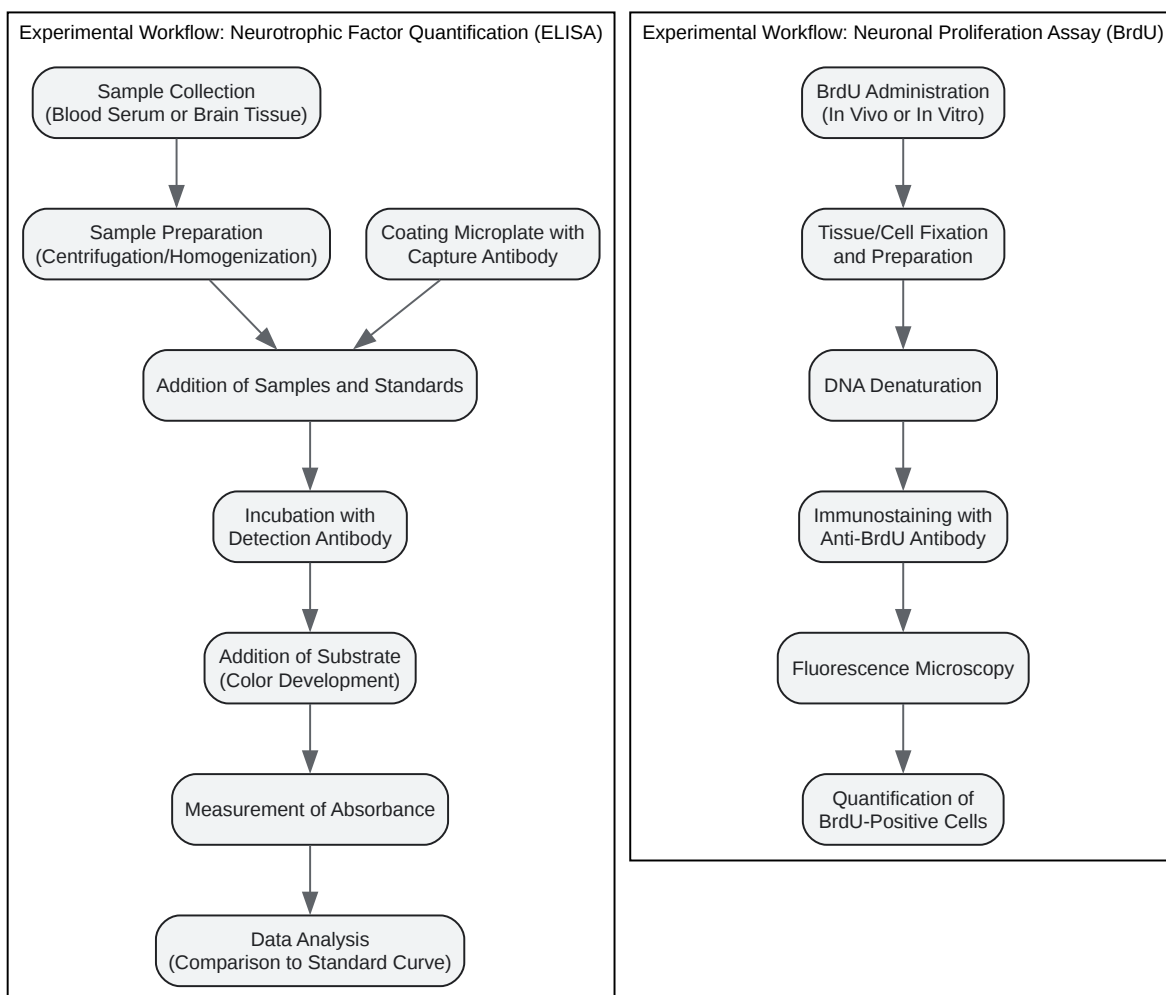 Experimental Workflow: Neurotrophic Factor Quantification (ELISA)
Sample Collection
(Blood Serum or Brain Tissue)
Sample Preparation
(Centrifugation/Homogenization)
Coating Microplate with
Capture Antibody
Addition of Samples and Standards
Incubation with
Detection Antibody
Addition of Substrate
(Color Development)
Measurement of Absorbance
Data Analysis
(Comparison to Standard Curve)
Experimental Workflow: Neuronal Proliferation Assay (BrdU)
BrdU Administration
(In Vivo or In Vitro)
Tissue/Cell Fixation
and Preparation
DNA Denaturation
Immunostaining with
Anti-BrdU Antibody
Fluorescence Microscopy
Quantification of
BrdU-Positive Cells